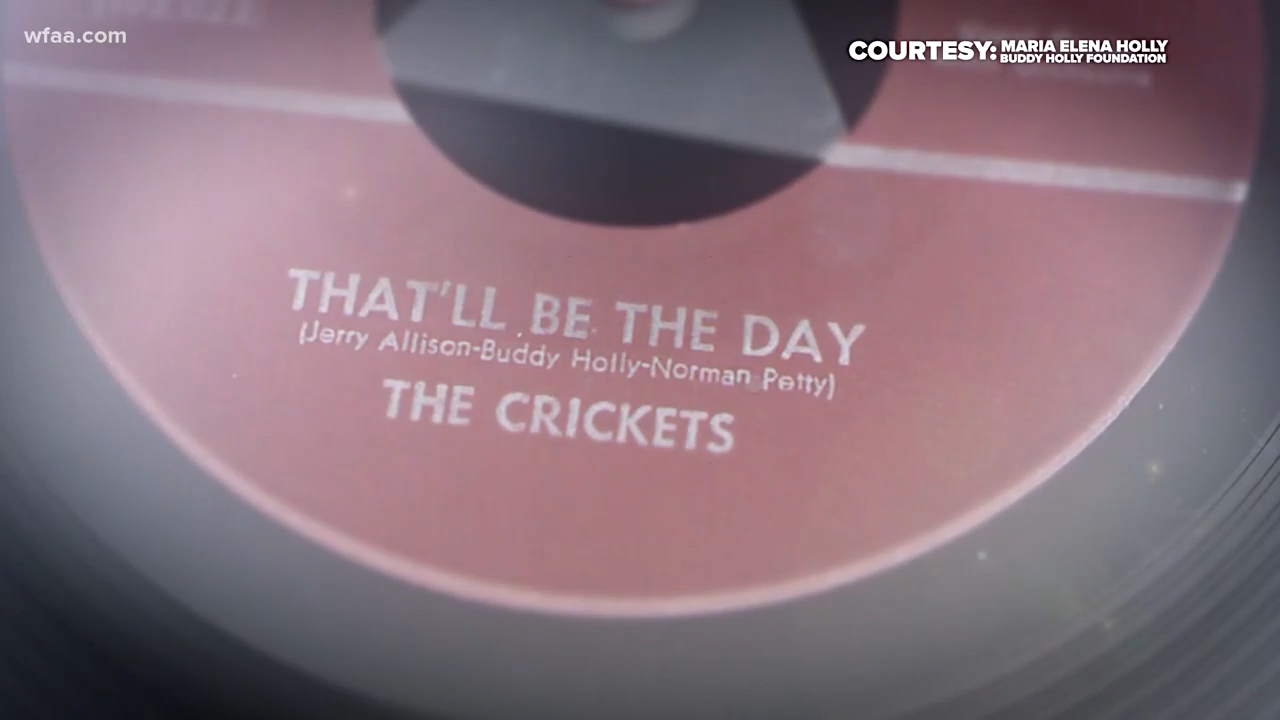 wfaa.com
COURTESY: MARIA ELENA HOLLY
BUDDY HOLLY FOUNDATION
THAT'LL BE THE DAY
(Jerry Allison-Buddy Holly-Norman Petty)
THE CRICKETS